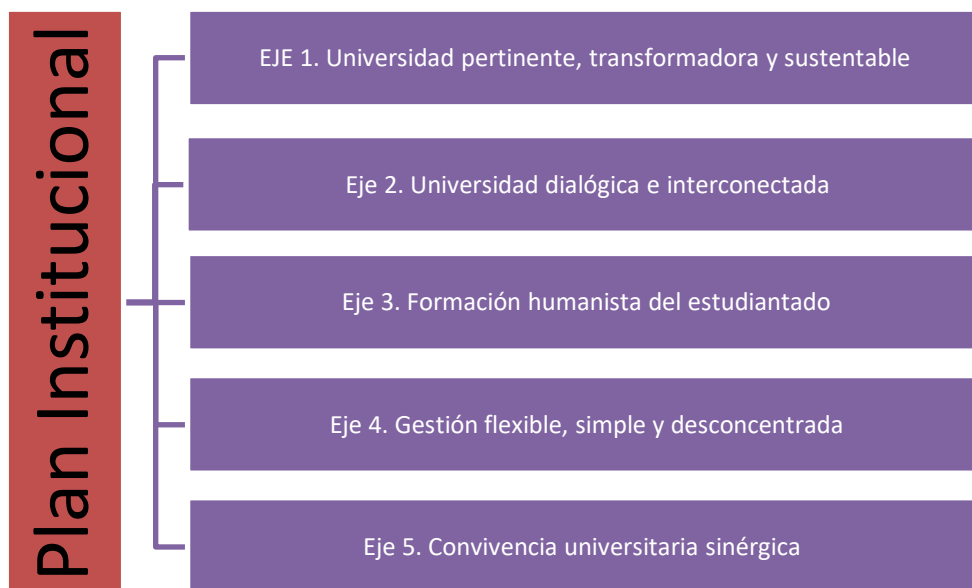 Plan Institucional
EJE 1. Universidad pertinente, transformadora y sustentable
Eje 2. Universidad dialógica e interconectada
Eje 3. Formación humanista del estudiantado
Eje 4. Gestión flexible, simple y desconcentrada
Eje 5. Convivencia universitaria sinérgica